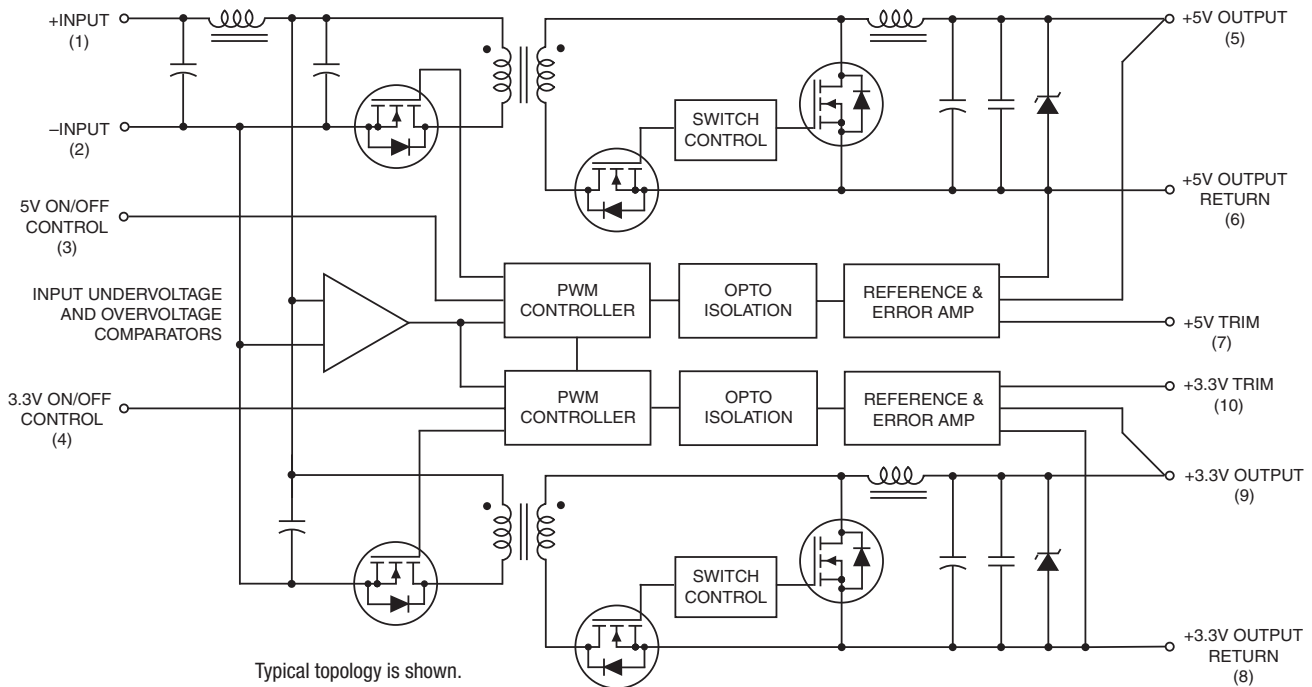 +INPUT
(1)
–INPUT
(2)
5V ON/OFF
CONTROL
(3)
INPUT UNDERVOLTAGE
AND OVERVOLTAGE
COMPARATORS
3.3V ON/OFF
CONTROL
(4)
SWITCH
CONTROL
PWM
CONTROLLER
OPTO
ISOLATION
REFERENCE &
ERROR AMP
PWM
CONTROLLER
OPTO
ISOLATION
REFERENCE &
ERROR AMP
SWITCH
CONTROL
+5V OUTPUT
(5)
+5V OUTPUT
RETURN
(6)
+5V TRIM
(7)
+3.3V TRIM
(10)
+3.3V OUTPUT
(9)
+3.3V OUTPUT
RETURN
(8)
Typical topology is shown.